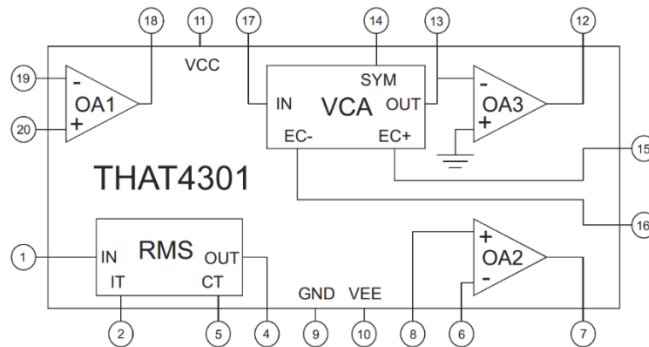 18 11 17 14 13 12
VCC
19 - OA1
20 +
SYM
IN VCA OUT
EC- EC+
- OA3
+
15
16
THAT4301
1 IN RMS OUT
IT CT
+ OA2
-
GND VEE
2 5 4 9 10 8 6 7